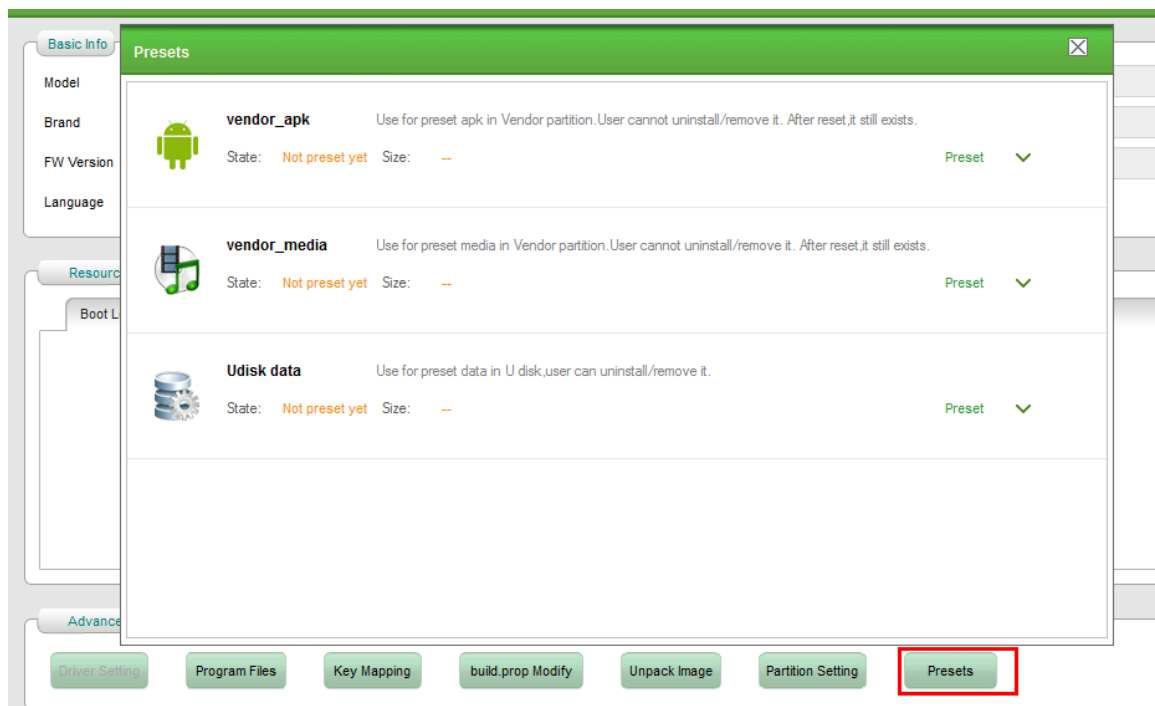 Basic Info
Presets
Model
Brand
FW Version
Language
vendor_apk Use for preset apk in Vendor partition.User cannot uninstall/remove it. After reset,it still exists.
State: Not preset yet Size: -- Preset
vendor_media Use for preset media in Vendor partition.User cannot uninstall/remove it. After reset,it still exists.
State: Not preset yet Size: -- Preset
Resourc
Boot L
Udisk data Use for preset data in U disk,user can uninstall/remove it.
State: Not preset yet Size: -- Preset
Advance
Driver Setting Program Files Key Mapping build.prop Modify Unpack Image Partition Setting Presets